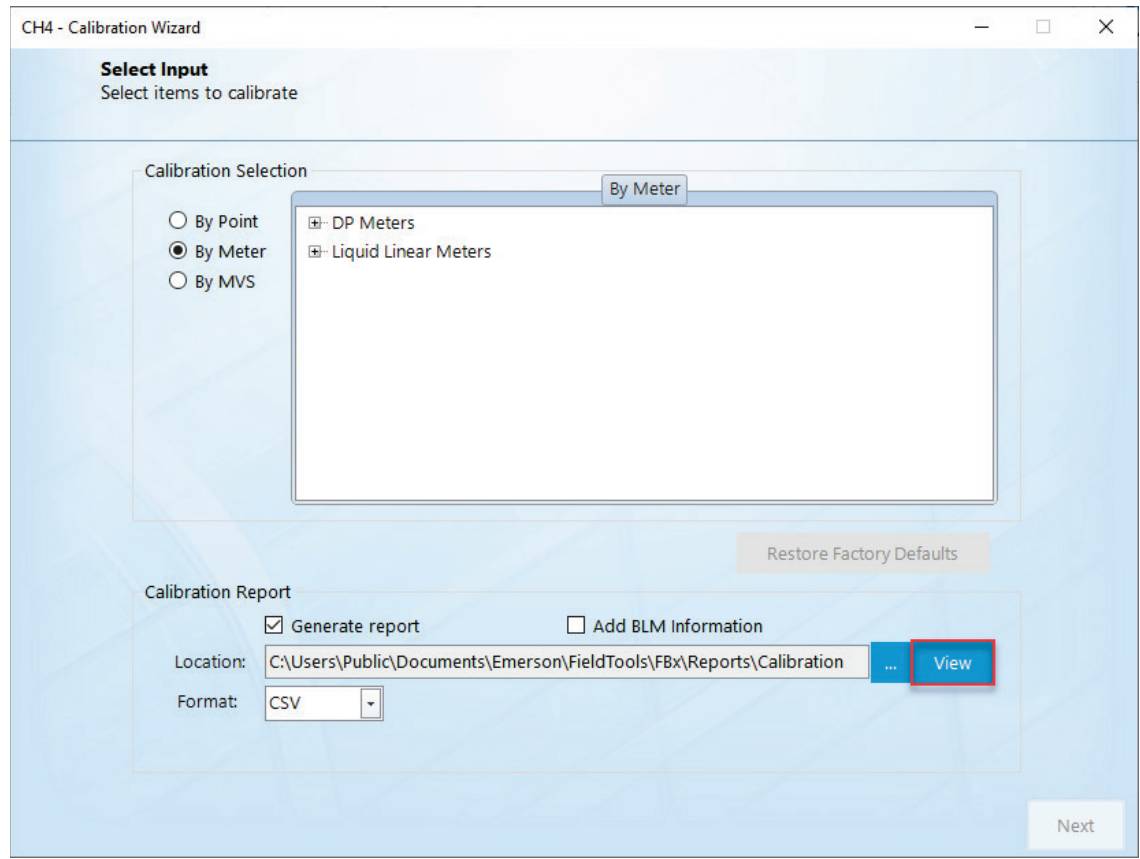 CH4 - Calibration Wizard
Select Input
Select items to calibrate
Calibration Selection
By Meter
By Point
By Meter
By MVS
DP Meters
Liquid Linear Meters
Restore Factory Defaults
Calibration Report
Generate report
Add BLM Information
Location: C:\Users\Public\Documents\Emerson\FieldTools\FBx\Reports\Calibration ... View
Format: CSV
Next